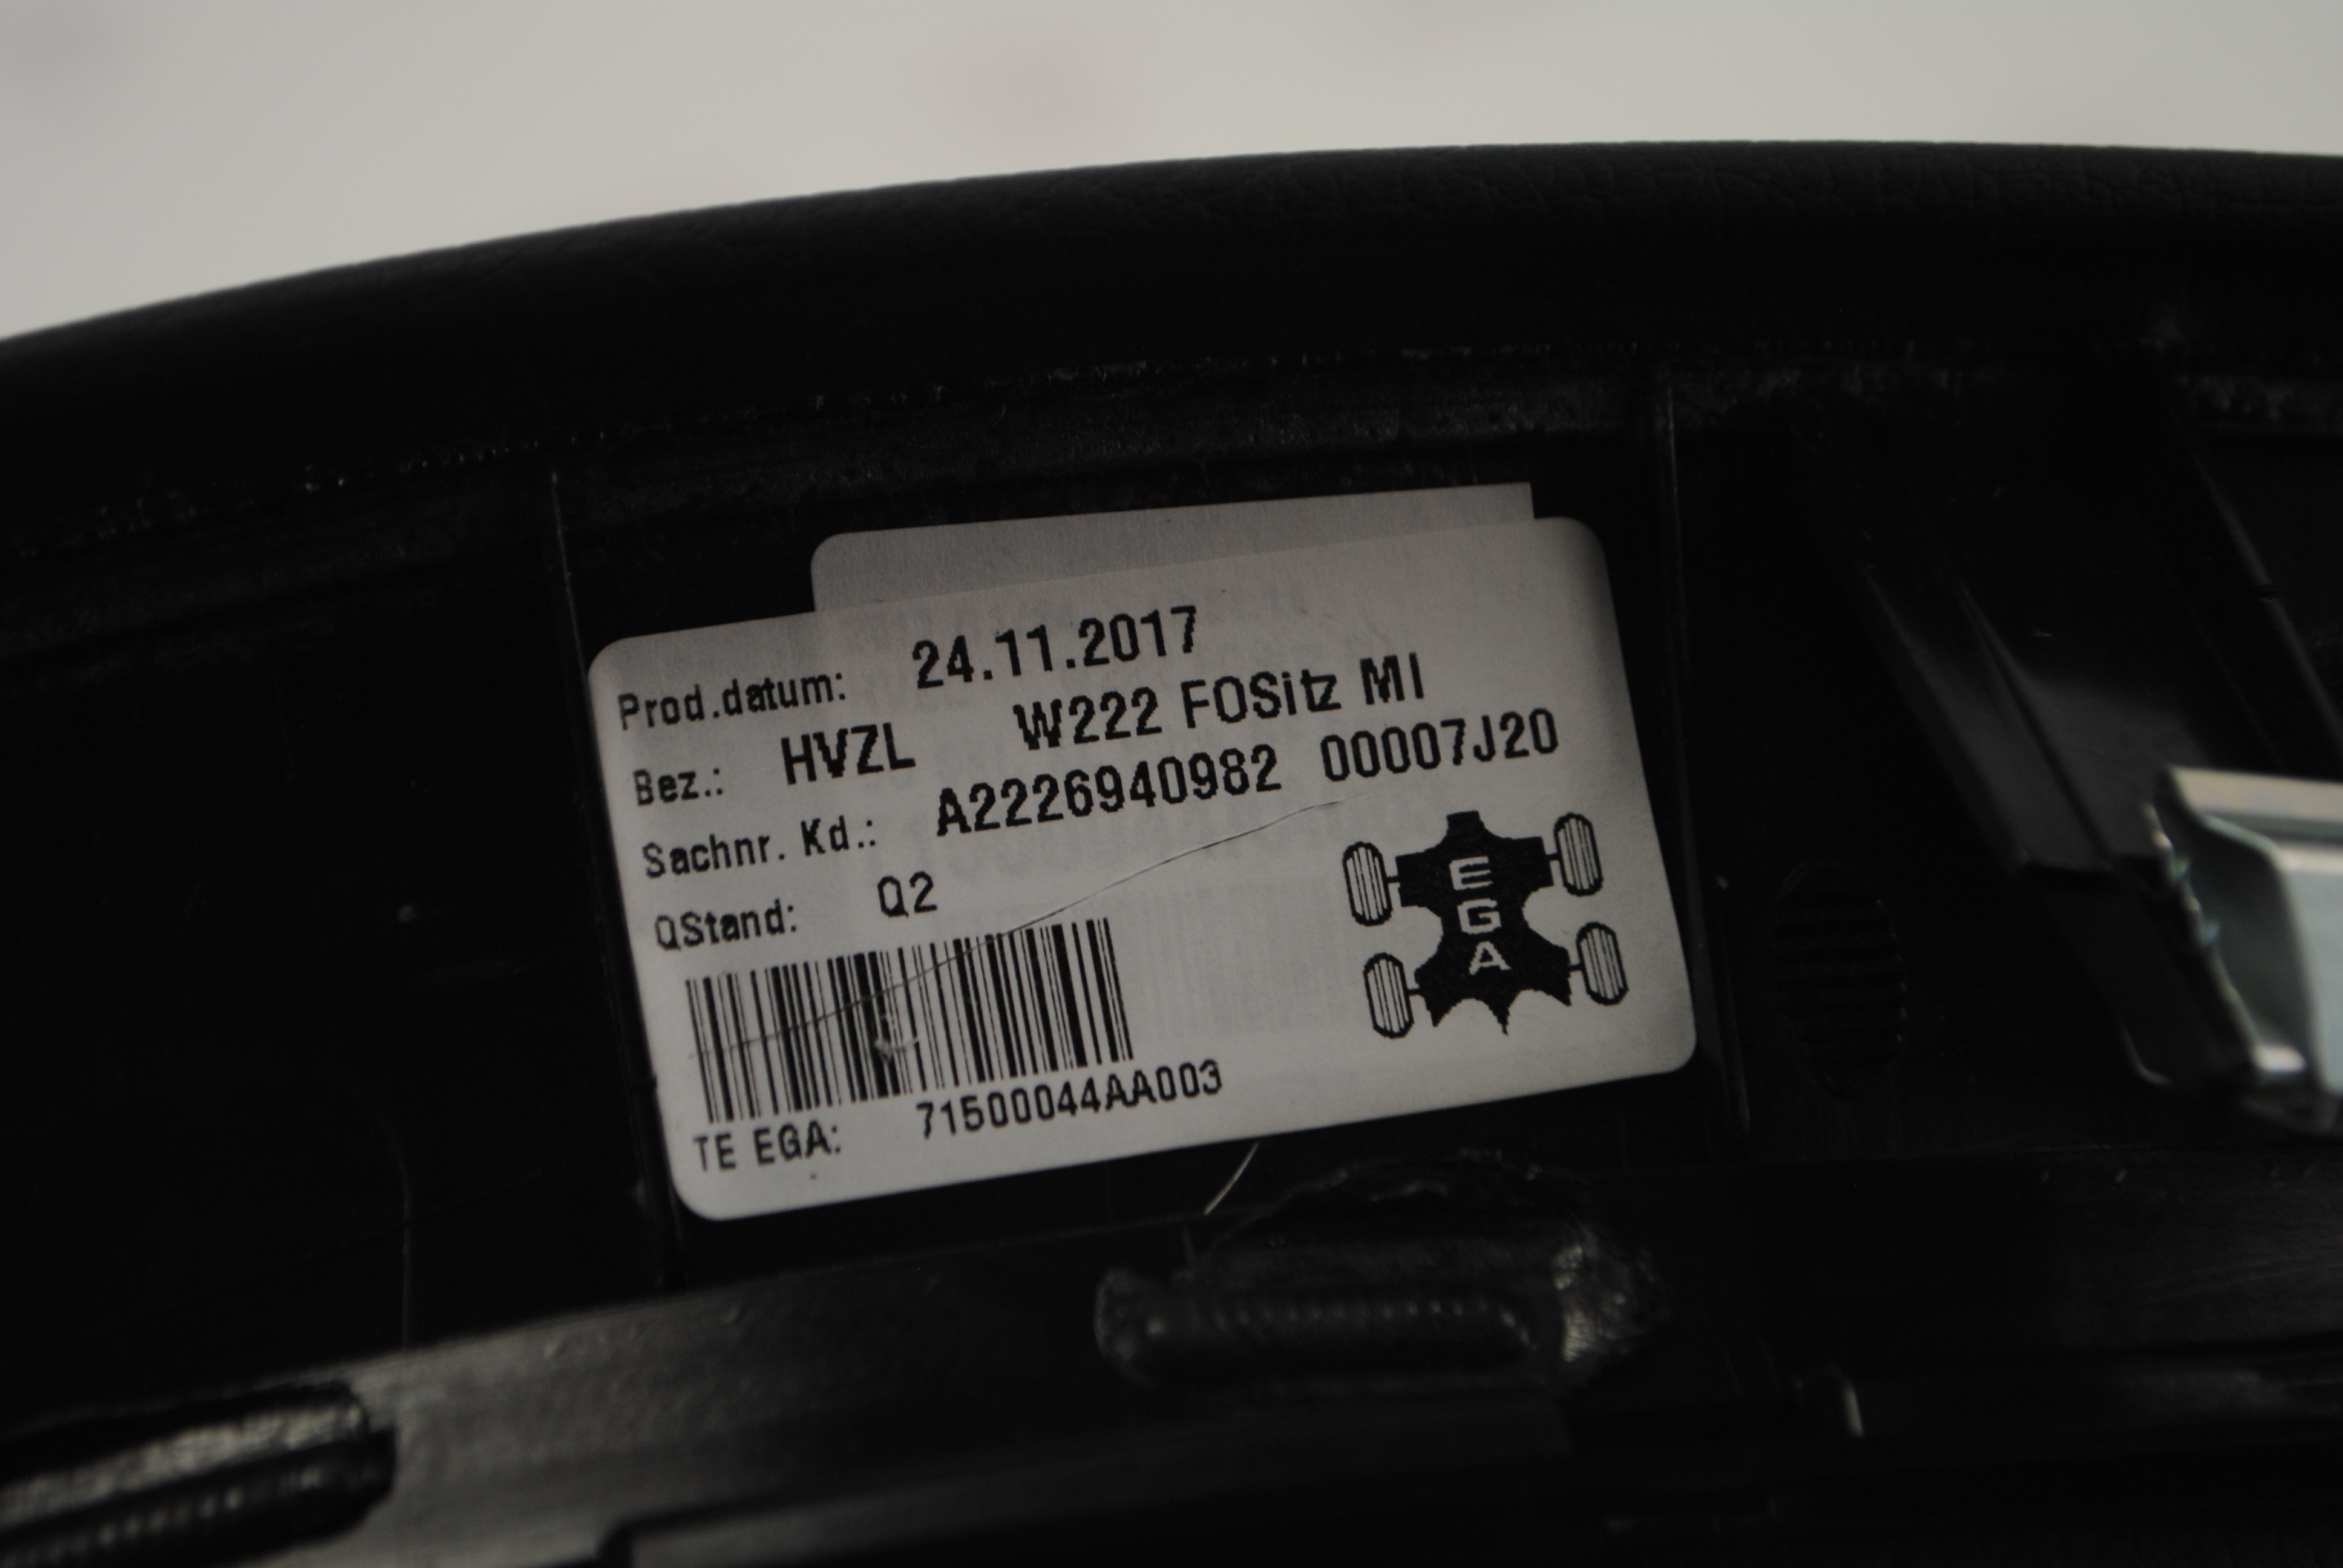 Prod.datum: 24.11.2017
Bez.: HVZL W222 FOSitz MI
Sachnr. Kd.: A2226940982 00007J20
QStand: Q2
EGA
TE EGA: 71500044AA003